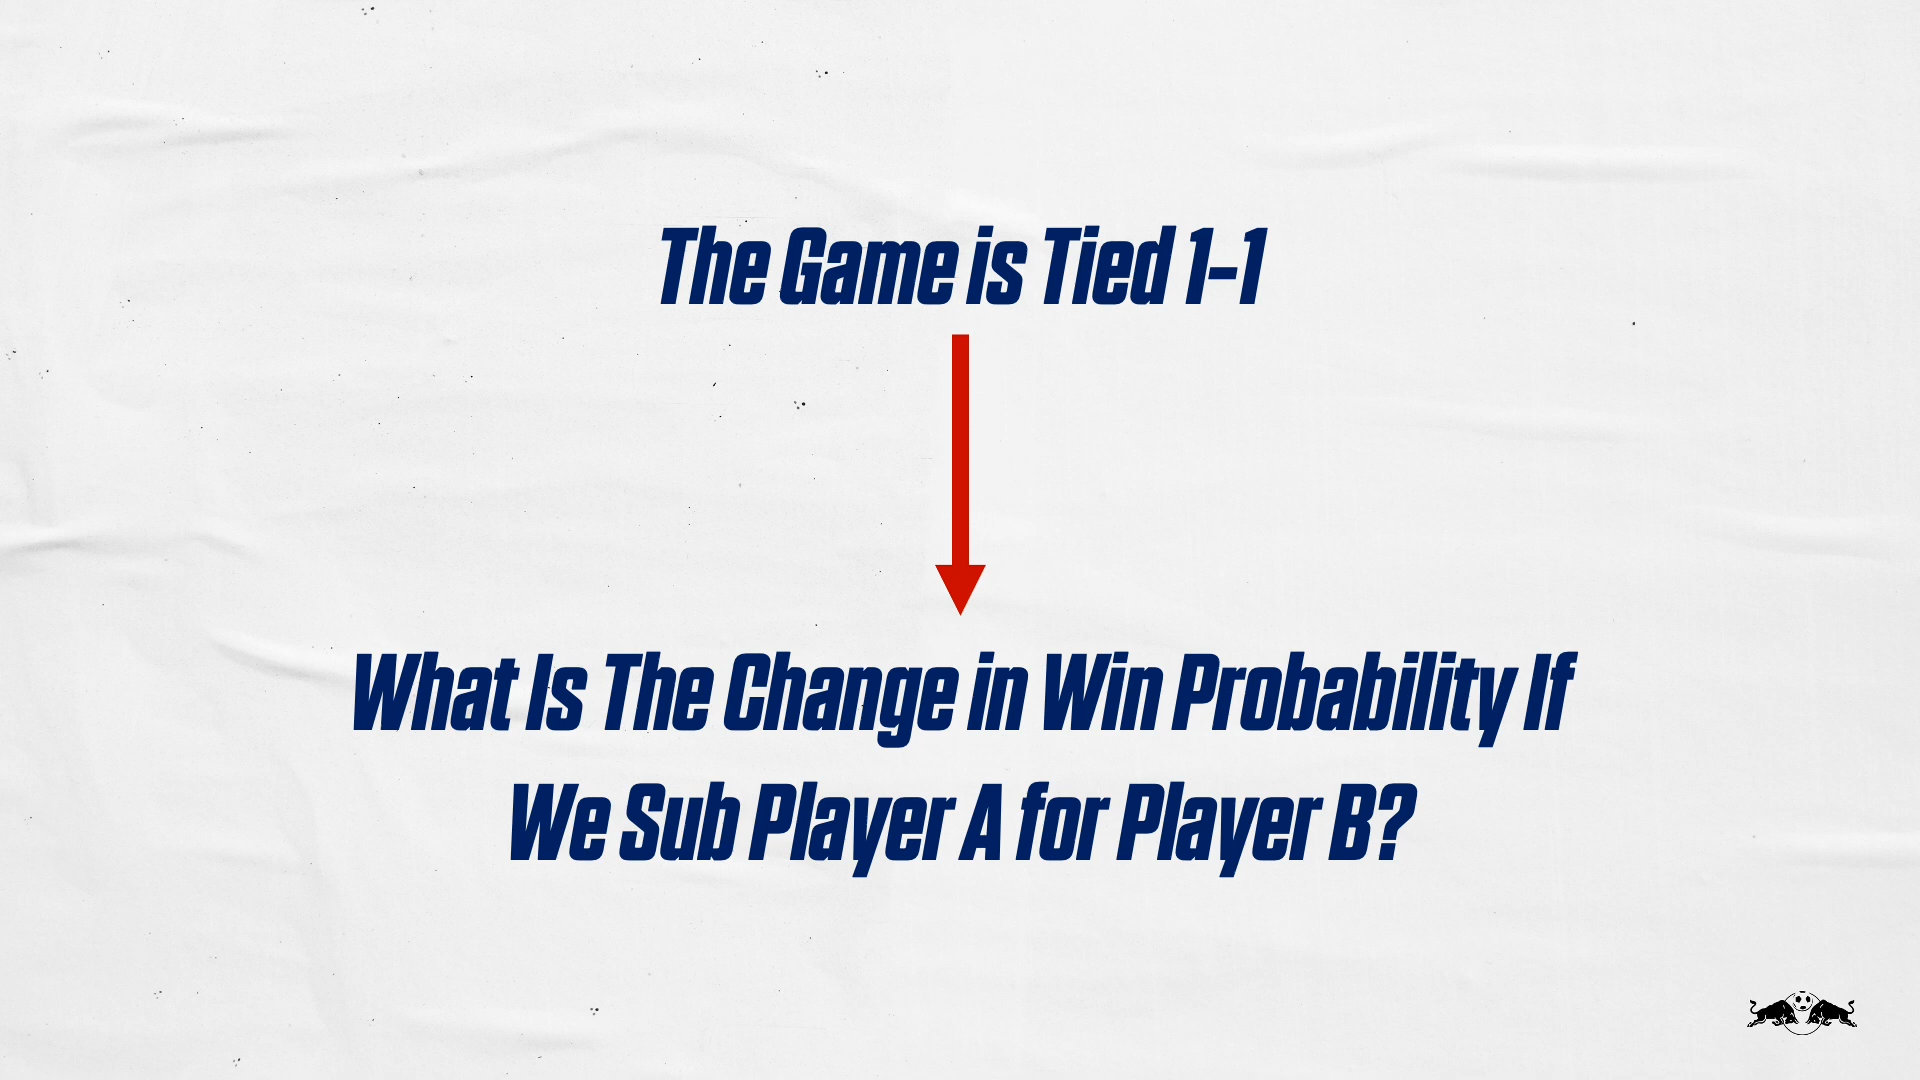 The Game is Tied 1-1
What Is The Change in Win Probability If
We Sub Player A for Player B?